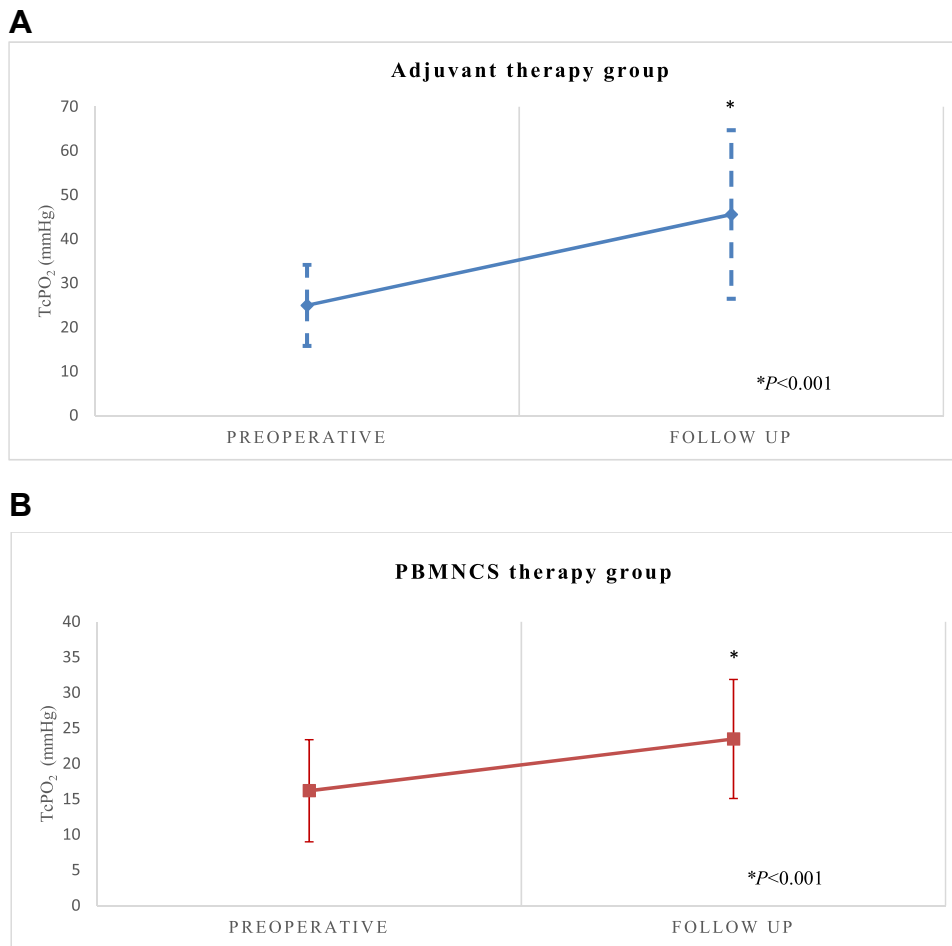 A
Adjuvant therapy group
*
70
60
50
40
30
20
10
0
TcPO₂ (mmHg)
*P<0.001
PREOPERATIVE
FOLLOW UP
B
PBMNCS therapy group
*
40
35
30
25
20
15
10
5
0
TcPO₂ (mmHg)
*P<0.001
PREOPERATIVE
FOLLOW UP